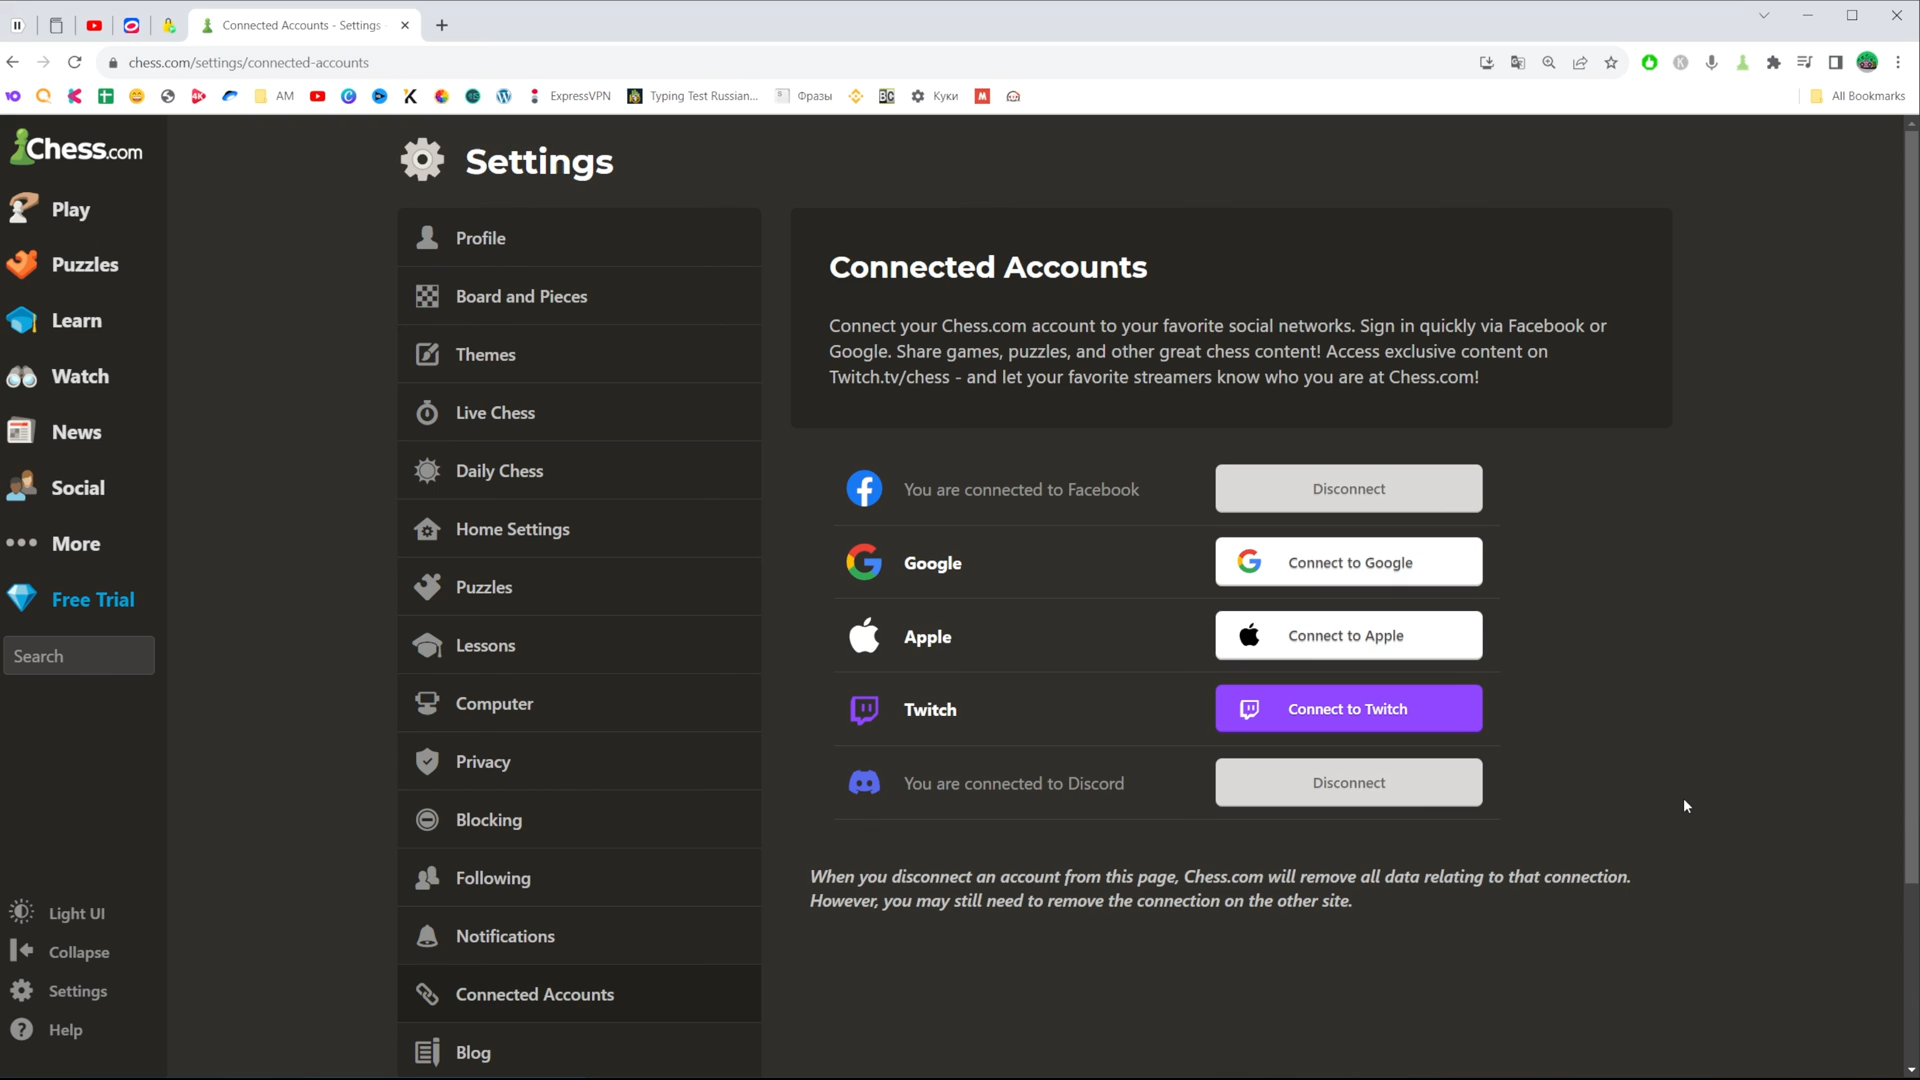 Connected Accounts - Settings
chess.com/settings/connected-accounts
AM
ExpressVPN
Typing Test Russian...
Фразы
BC
Куки
All Bookmarks
Chess.com
Play
Puzzles
Learn
Watch
News
Social
More
Free Trial
Search
Light UI
Collapse
Settings
Help
Settings
Profile
Board and Pieces
Themes
Live Chess
Daily Chess
Home Settings
Puzzles
Lessons
Computer
Privacy
Blocking
Following
Notifications
Connected Accounts
Blog
Connected Accounts
Connect your Chess.com account to your favorite social networks. Sign in quickly via Facebook or
Google. Share games, puzzles, and other great chess content! Access exclusive content on
Twitch.tv/chess - and let your favorite streamers know who you are at Chess.com!
You are connected to Facebook
Disconnect
Google
Connect to Google
Apple
Connect to Apple
Twitch
Connect to Twitch
You are connected to Discord
Disconnect
When you disconnect an account from this page, Chess.com will remove all data relating to that connection.
However, you may still need to remove the connection on the other site.